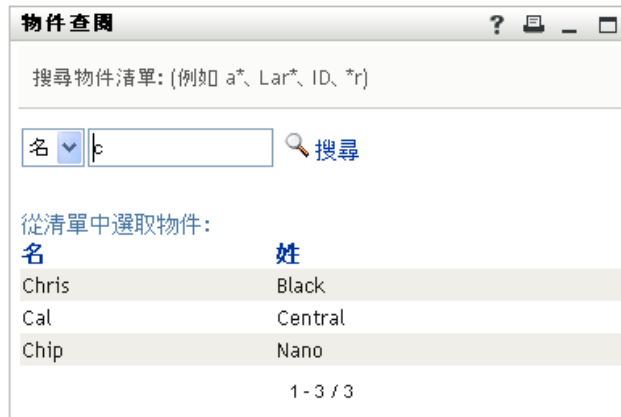 物件查閱
搜尋物件清單: (例如 a*、Lar*、ID、*r)
名 c 搜尋
從清單中選取物件:
名 姓
Chris Black
Cal Central
Chip Nano
1 - 3 / 3